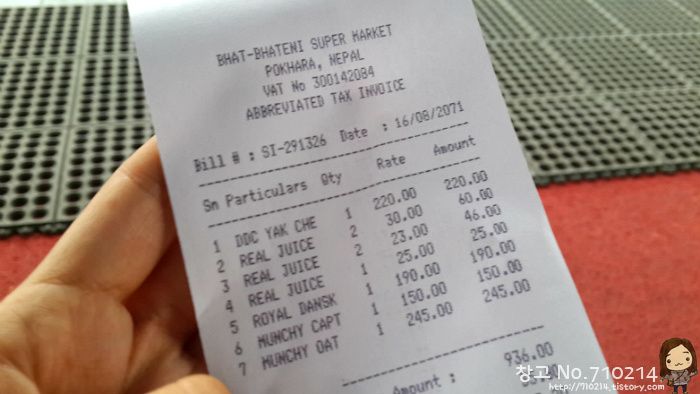 BHAT-BHATENI SUPER MARKET
POKHARA, NEPAL
VAT No 300142084
ABBREVIATED TAX INVOICE
Bill # : SI-291326 Date : 16/08/2071
Sn Particulars Qty Rate Amount
1 DDC YAK CHE 1 220.00 220.00
2 REAL JUICE 2 30.00 60.00
3 REAL JUICE 2 23.00 46.00
4 REAL JUICE 1 25.00 25.00
5 ROYAL DANSK 1 190.00 190.00
6 MUNCHY CAPT 1 150.00 150.00
7 MUNCHY OAT 1 245.00 245.00
936.00
Amount :
창고 No.710214
http://710214.tistory.com/